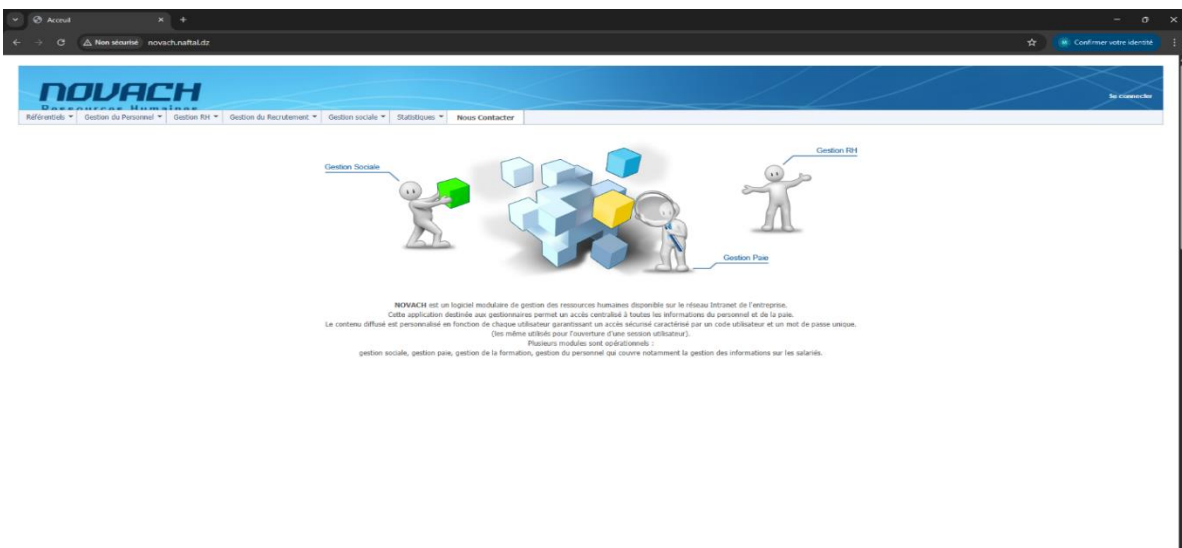 Acceuil
Non sécurisé novach.naftal.dz
Confirmer votre identité
NOVACH
Ressources Humaines
Se connecter
Référentiels Gestion du Personnel Gestion RH Gestion du Recrutement Gestion sociale Statistiques Nous Contacter
Gestion RH
Gestion Sociale
Gestion Paie
NOVACH est un logiciel modulaire de gestion des ressources humaines disponible sur le réseau Intranet de l'entreprise.
Cette application destinée aux gestionnaires permet un accès centralisé à toutes les informations du personnel et de la paie.
Le contenu diffusé est personnalisé en fonction de chaque utilisateur garantissant un accès sécurisé caractérisé par un code utilisateur et un mot de passe unique.
(les même utilisés pour l'ouverture d'une session utilisateur).
Plusieurs modules sont opérationnels :
gestion sociale, gestion paie, gestion de la formation, gestion du personnel qui couvre notamment la gestion des informations sur les salariés.